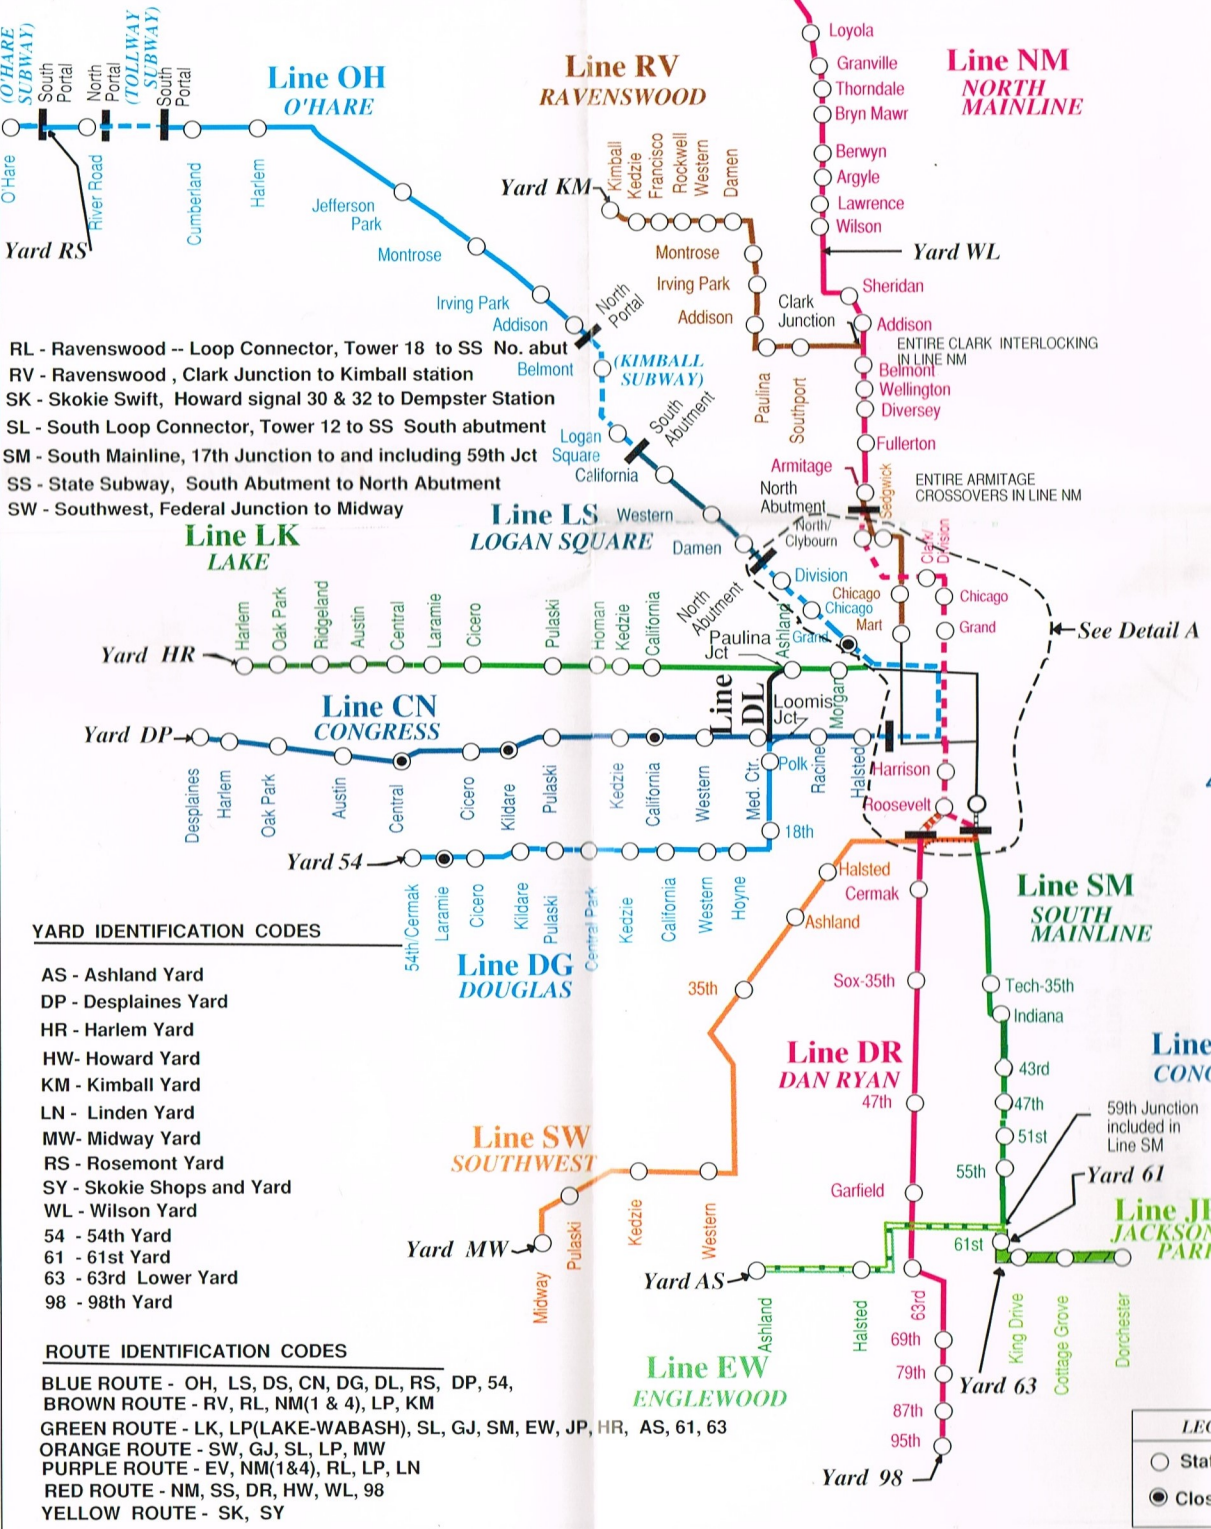 (O'HARE
SUBWAY)
South
Portal
North
Portal
(TOLLWAY
SUBWAY)
South
Portal
Line OH
O'HARE
O'Hare
River Road
Cumberland
Harlem
Yard RS
Jefferson
Park
Montrose
Irving Park
Addison
North
Portal
Belmont
(KIMBALL
SUBWAY)
Logan
Square
South
Abutment
California
Line RV
RAVENSWOOD
Yard KM
Kimball
Kedzie
Francisco
Rockwell
Western
Damen
Montrose
Irving Park
Addison
Paulina
Southport
Clark
Junction
Line NM
NORTH
MAINLINE
Loyola
Granville
Thorndale
Bryn Mawr
Berwyn
Argyle
Lawrence
Wilson
Yard WL
Sheridan
Addison
ENTIRE CLARK INTERLOCKING
IN LINE NM
Belmont
Wellington
Diversey
Fullerton
Armitage
Sedgwick
ENTIRE ARMITAGE
CROSSOVERS IN LINE NM
North
Abutment
North/
Clybourn
Clark/
Division
Chicago
Grand
Chicago
Mart
See Detail A
RL - Ravenswood -- Loop Connector, Tower 18 to SS No. abut
RV - Ravenswood , Clark Junction to Kimball station
SK - Skokie Swift, Howard signal 30 & 32 to Dempster Station
SL - South Loop Connector, Tower 12 to SS South abutment
SM - South Mainline, 17th Junction to and including 59th Jct
SS - State Subway, South Abutment to North Abutment
SW - Southwest, Federal Junction to Midway
Line LS
LOGAN SQUARE
Western
Damen
North
Abutment
Division
Chicago
Grand
Line LK
LAKE
Yard HR
Harlem
Oak Park
Ridgeland
Austin
Central
Laramie
Cicero
Pulaski
Homan
Kedzie
California
Paulina
Jct
Ashland
Morgan
Line
DL
Loomis
Jct
Line CN
CONGRESS
Yard DP
Desplaines
Harlem
Oak Park
Austin
Central
Cicero
Kildare
Pulaski
Kedzie
California
Western
Med. Ctr.
Polk
Racine
Halsted
Harrison
Roosevelt
18th
Yard 54
54th/Cermak
Laramie
Cicero
Kildare
Pulaski
Central Park
Kedzie
California
Western
Hoyne
Line DG
DOUGLAS
Halsted
Ashland
35th
Cermak
Sox-35th
Line DR
DAN RYAN
47th
Garfield
63rd
69th
79th
87th
95th
Yard 98
Line SM
SOUTH
MAINLINE
Tech-35th
Indiana
43rd
47th
51st
55th
61st
59th Junction
included in
Line SM
Yard 61
Line
CON
Line J
JACKSON
PAR
King Drive
Cottage Grove
Dorchester
Yard 63
Line SW
SOUTHWEST
Yard MW
Midway
Pulaski
Kedzie
Western
Yard AS
Ashland
Halsted
Line EW
ENGLEWOOD
YARD IDENTIFICATION CODES
AS - Ashland Yard
DP - Desplaines Yard
HR - Harlem Yard
HW- Howard Yard
KM - Kimball Yard
LN - Linden Yard
MW- Midway Yard
RS - Rosemont Yard
SY - Skokie Shops and Yard
WL - Wilson Yard
54 - 54th Yard
61 - 61st Yard
63 - 63rd Lower Yard
98 - 98th Yard
ROUTE IDENTIFICATION CODES
BLUE ROUTE - OH, LS, DS, CN, DG, DL, RS, DP, 54,
BROWN ROUTE - RV, RL, NM(1 & 4), LP, KM
GREEN ROUTE - LK, LP(LAKE-WABASH), SL, GJ, SM, EW, JP, HR, AS, 61, 63
ORANGE ROUTE - SW, GJ, SL, LP, MW
PURPLE ROUTE - EV, NM(1&4), RL, LP, LN
RED ROUTE - NM, SS, DR, HW, WL, 98
YELLOW ROUTE - SK, SY
LE
Sta
Clos